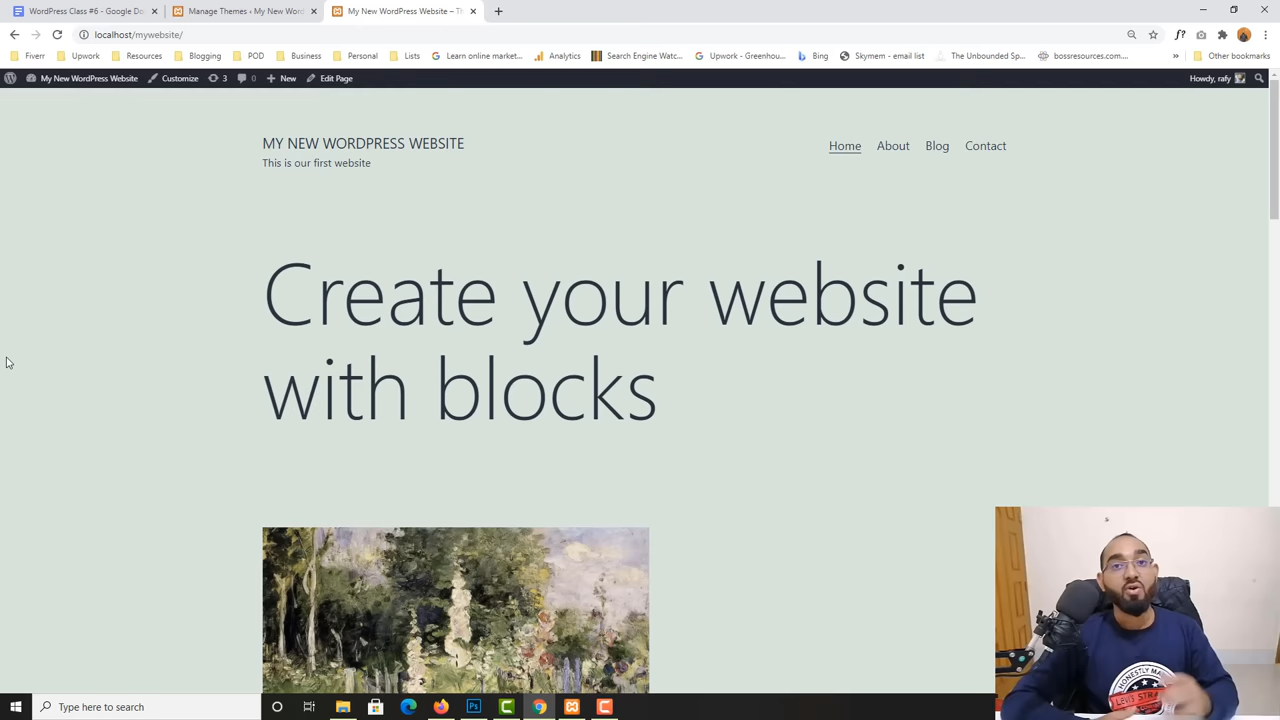 WordPress Class #6 - Google Do
Manage Themes ‹ My New Word
My New WordPress Website – Th
localhost/mywebsite/
Fiverr
Upwork
Resources
Blogging
POD
Business
Personal
Lists
Learn online market...
Analytics
Search Engine Watc...
Upwork - Greenhou...
Bing
Skymem - email list
The Unbounded Sp...
bossresources.com...
»
Other bookmarks
My New WordPress Website
Customize
3
0
New
Edit Page
Howdy, rafy
MY NEW WORDPRESS WEBSITE
This is our first website
Home
About
Blog
Contact
Create your website
with blocks
HONESTLY
Type here to search